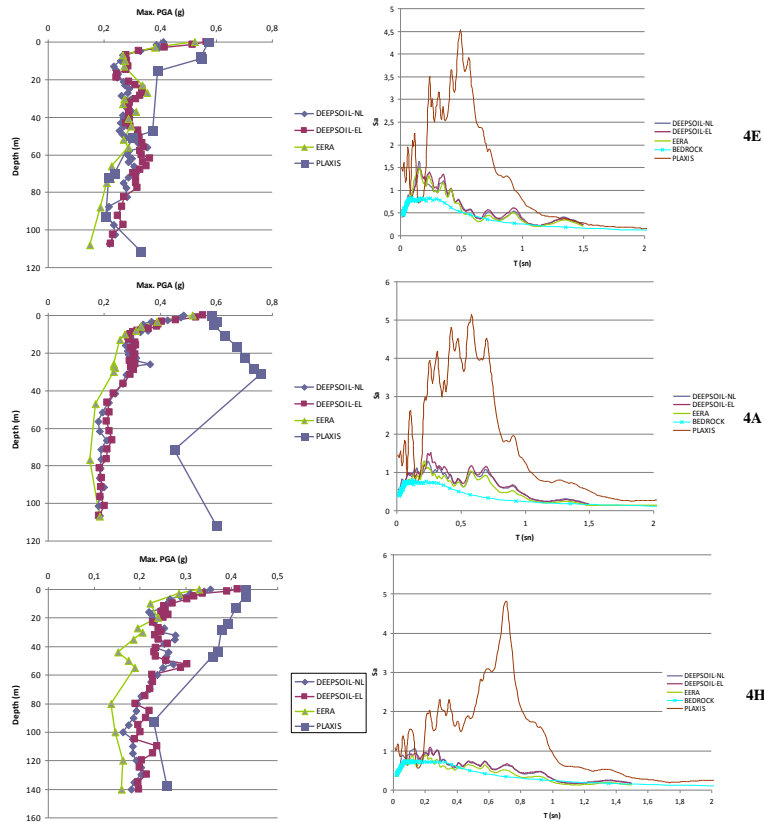 Max. PGA (g)
0 0,2 0,4 0,6 0,8
Depth (m)
0
20
40
60
80
100
120
DEEPSOIL-NL
DEEPSOIL-EL
EERA
PLAXIS
Sa
5
4,5
4
3,5
3
2,5
2
1,5
1
0,5
0
0 0,5 1 1,5 2
T (sn)
DEEPSOIL-NL
DEEPSOIL-EL
EERA
BEDROCK
PLAXIS
4E
Max. PGA (g)
0 0,2 0,4 0,6 0,8
Depth (m)
0
20
40
60
80
100
120
DEEPSOIL-NL
DEEPSOIL-EL
EERA
PLAXIS
Sa
6
5
4
3
2
1
0
0 0,5 1 1,5 2
T (sn)
DEEPSOIL-NL
DEEPSOIL-EL
EERA
BEDROCK
PLAXIS
4A
Max. PGA (g)
0 0,1 0,2 0,3 0,4 0,5
Depth (m)
0
20
40
60
80
100
120
140
160
DEEPSOIL-NL
DEEPSOIL-EL
EERA
PLAXIS
Sa
6
5
4
3
2
1
0
0 0,2 0,4 0,6 0,8 1 1,2 1,4 1,6 1,8 2
T (sn)
DEEPSOIL-NL
DEEPSOIL-EL
EERA
BEDROCK
PLAXIS
4H